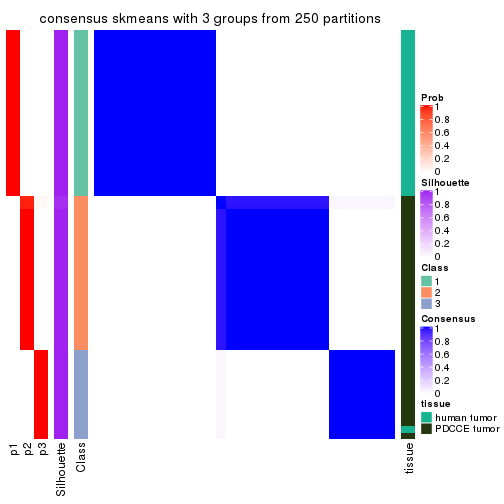 consensus skmeans with 3 groups from 250 partitions
Prob
1
0.8
0.6
0.4
0.2
0
Silhouette
1
0.8
0.6
0.4
0.2
0
Class
1
2
3
Consensus
1
0.8
0.6
0.4
0.2
0
tissue
human tumor
PDCCE tumor
p1
p2
p3
Silhouette
Class
tissue